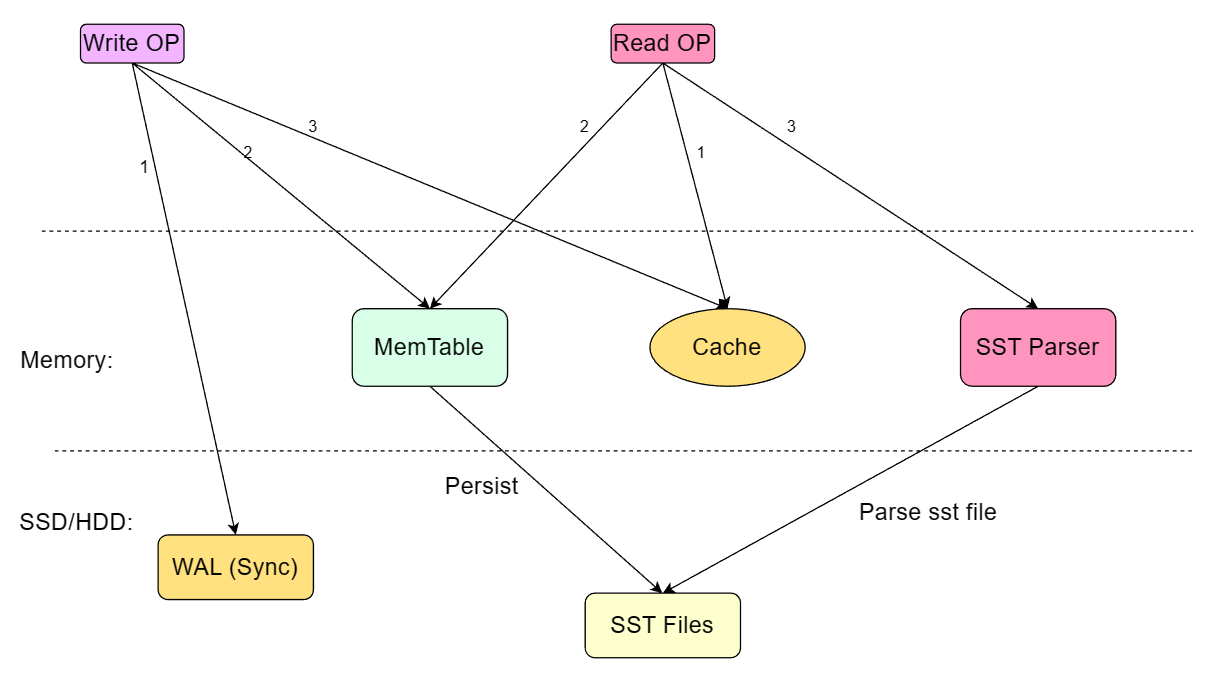 Write OP
Read OP
3
2
3
2
1
1
MemTable
Cache
SST Parser
Memory:
Persist
Parse sst file
SSD/HDD:
WAL (Sync)
SST Files